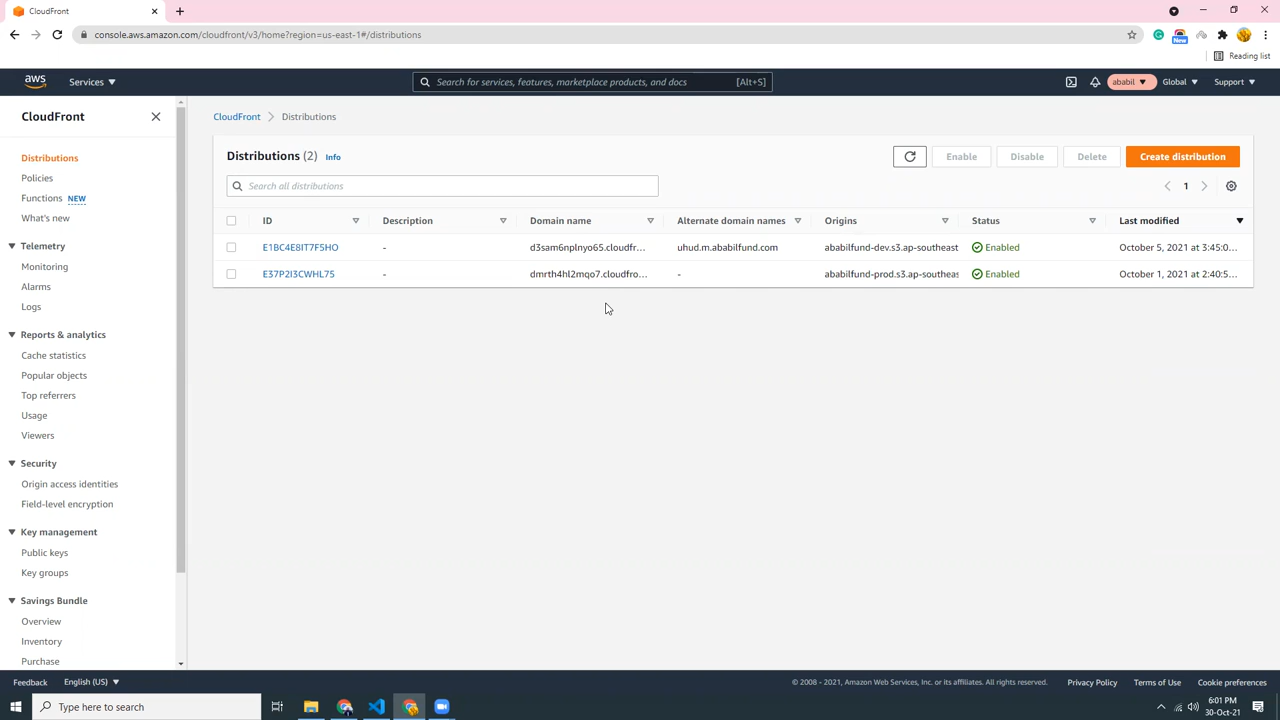 CloudFront
console.aws.amazon.com/cloudfront/v3/home?region=us-east-1#/distributions
New
Reading list
aws
Services
Search for services, features, marketplace products, and docs [Alt+S]
ababil
Global
Support
CloudFront
Distributions
Policies
Functions NEW
What's new
Telemetry
Monitoring
Alarms
Logs
Reports & analytics
Cache statistics
Popular objects
Top referrers
Usage
Viewers
Security
Origin access identities
Field-level encryption
Key management
Public keys
Key groups
Savings Bundle
Overview
Inventory
Purchase
CloudFront > Distributions
Distributions (2) Info
Enable
Disable
Delete
Create distribution
Search all distributions
1
ID Description Domain name Alternate domain names Origins Status Last modified
E1BC4E8IT7F5HO - d3sam6nplnyo65.cloudfr... uhud.m.ababilfund.com ababilfund-dev.s3.ap-southeast Enabled October 5, 2021 at 3:45:0...
E37P2I3CWHL75 - dmrth4hl2mqo7.cloudfro... - ababilfund-prod.s3.ap-southeas Enabled October 1, 2021 at 2:40:5...
Feedback English (US) © 2008 - 2021, Amazon Web Services, Inc. or its affiliates. All rights reserved. Privacy Policy Terms of Use Cookie preferences
Type here to search
6:01 PM
30-Oct-21